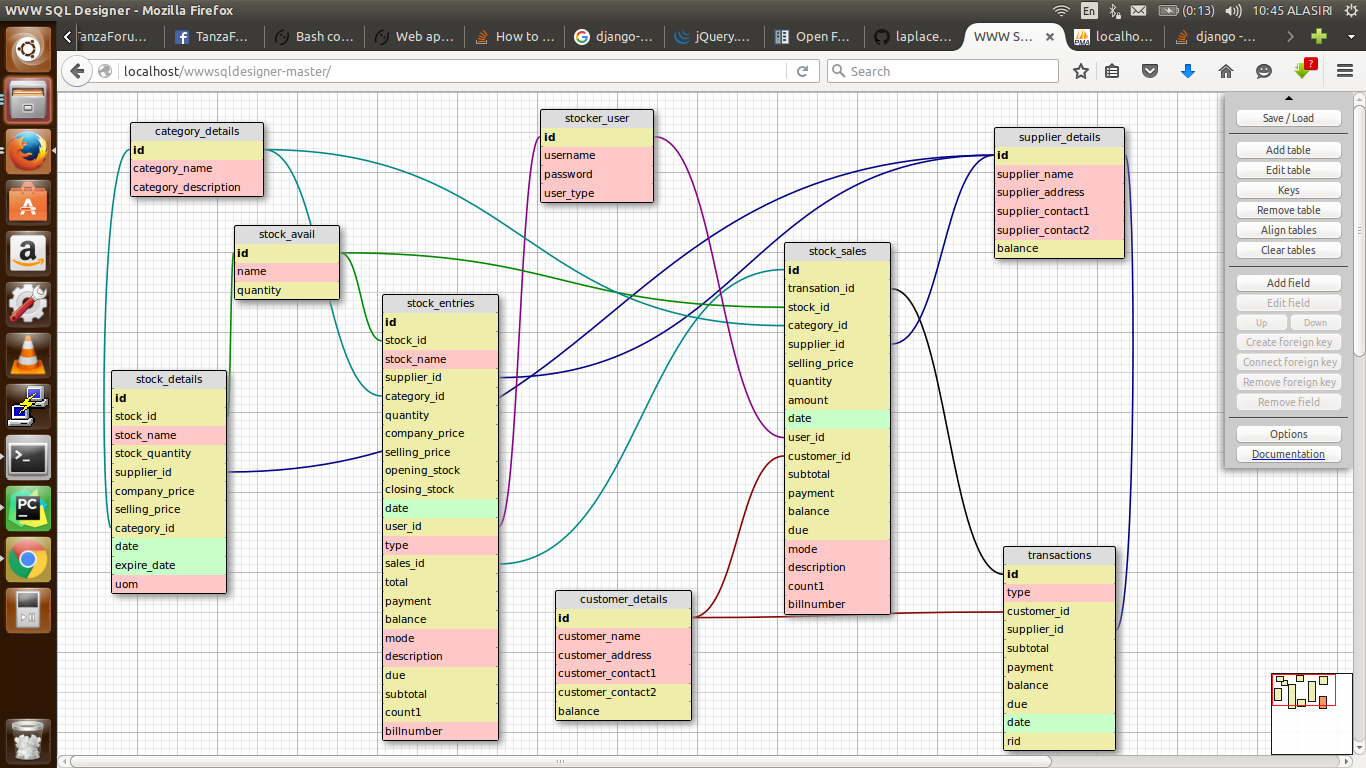 WWW SQL Designer - Mozilla Firefox
En
(0:13)
10:45 ALASIRI
TanzaForu...
TanzaF...
Bash co...
Web ap...
How to ...
django-...
jQuery....
Open F...
laplace...
WWW S...
localho...
django -...
localhost/wwwsqldesigner-master/
Search
?
category_details
id
category_name
category_description
stock_avail
id
name
quantity
stock_details
id
stock_id
stock_name
stock_quantity
supplier_id
company_price
selling_price
category_id
date
expire_date
uom
stock_entries
id
stock_id
stock_name
supplier_id
category_id
quantity
company_price
selling_price
opening_stock
closing_stock
date
user_id
type
sales_id
total
payment
balance
mode
description
due
subtotal
count1
billnumber
stocker_user
id
username
password
user_type
customer_details
id
customer_name
customer_address
customer_contact1
customer_contact2
balance
stock_sales
id
transation_id
stock_id
category_id
supplier_id
selling_price
quantity
amount
date
user_id
customer_id
subtotal
payment
balance
due
mode
description
count1
billnumber
supplier_details
id
supplier_name
supplier_address
supplier_contact1
supplier_contact2
balance
transactions
id
type
customer_id
supplier_id
subtotal
payment
balance
due
date
rid
Save / Load
Add table
Edit table
Keys
Remove table
Align tables
Clear tables
Add field
Edit field
Up
Down
Create foreign key
Connect foreign key
Remove foreign key
Remove field
Options
Documentation
PC